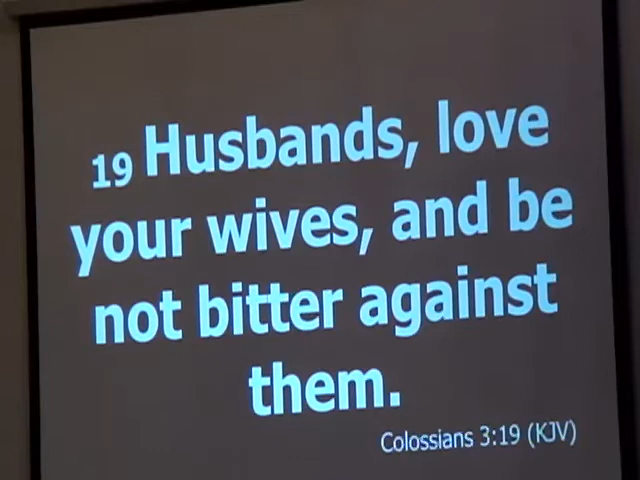 19 Husbands, love
your wives, and be
not bitter against
them.
Colossians 3:19 (KJV)